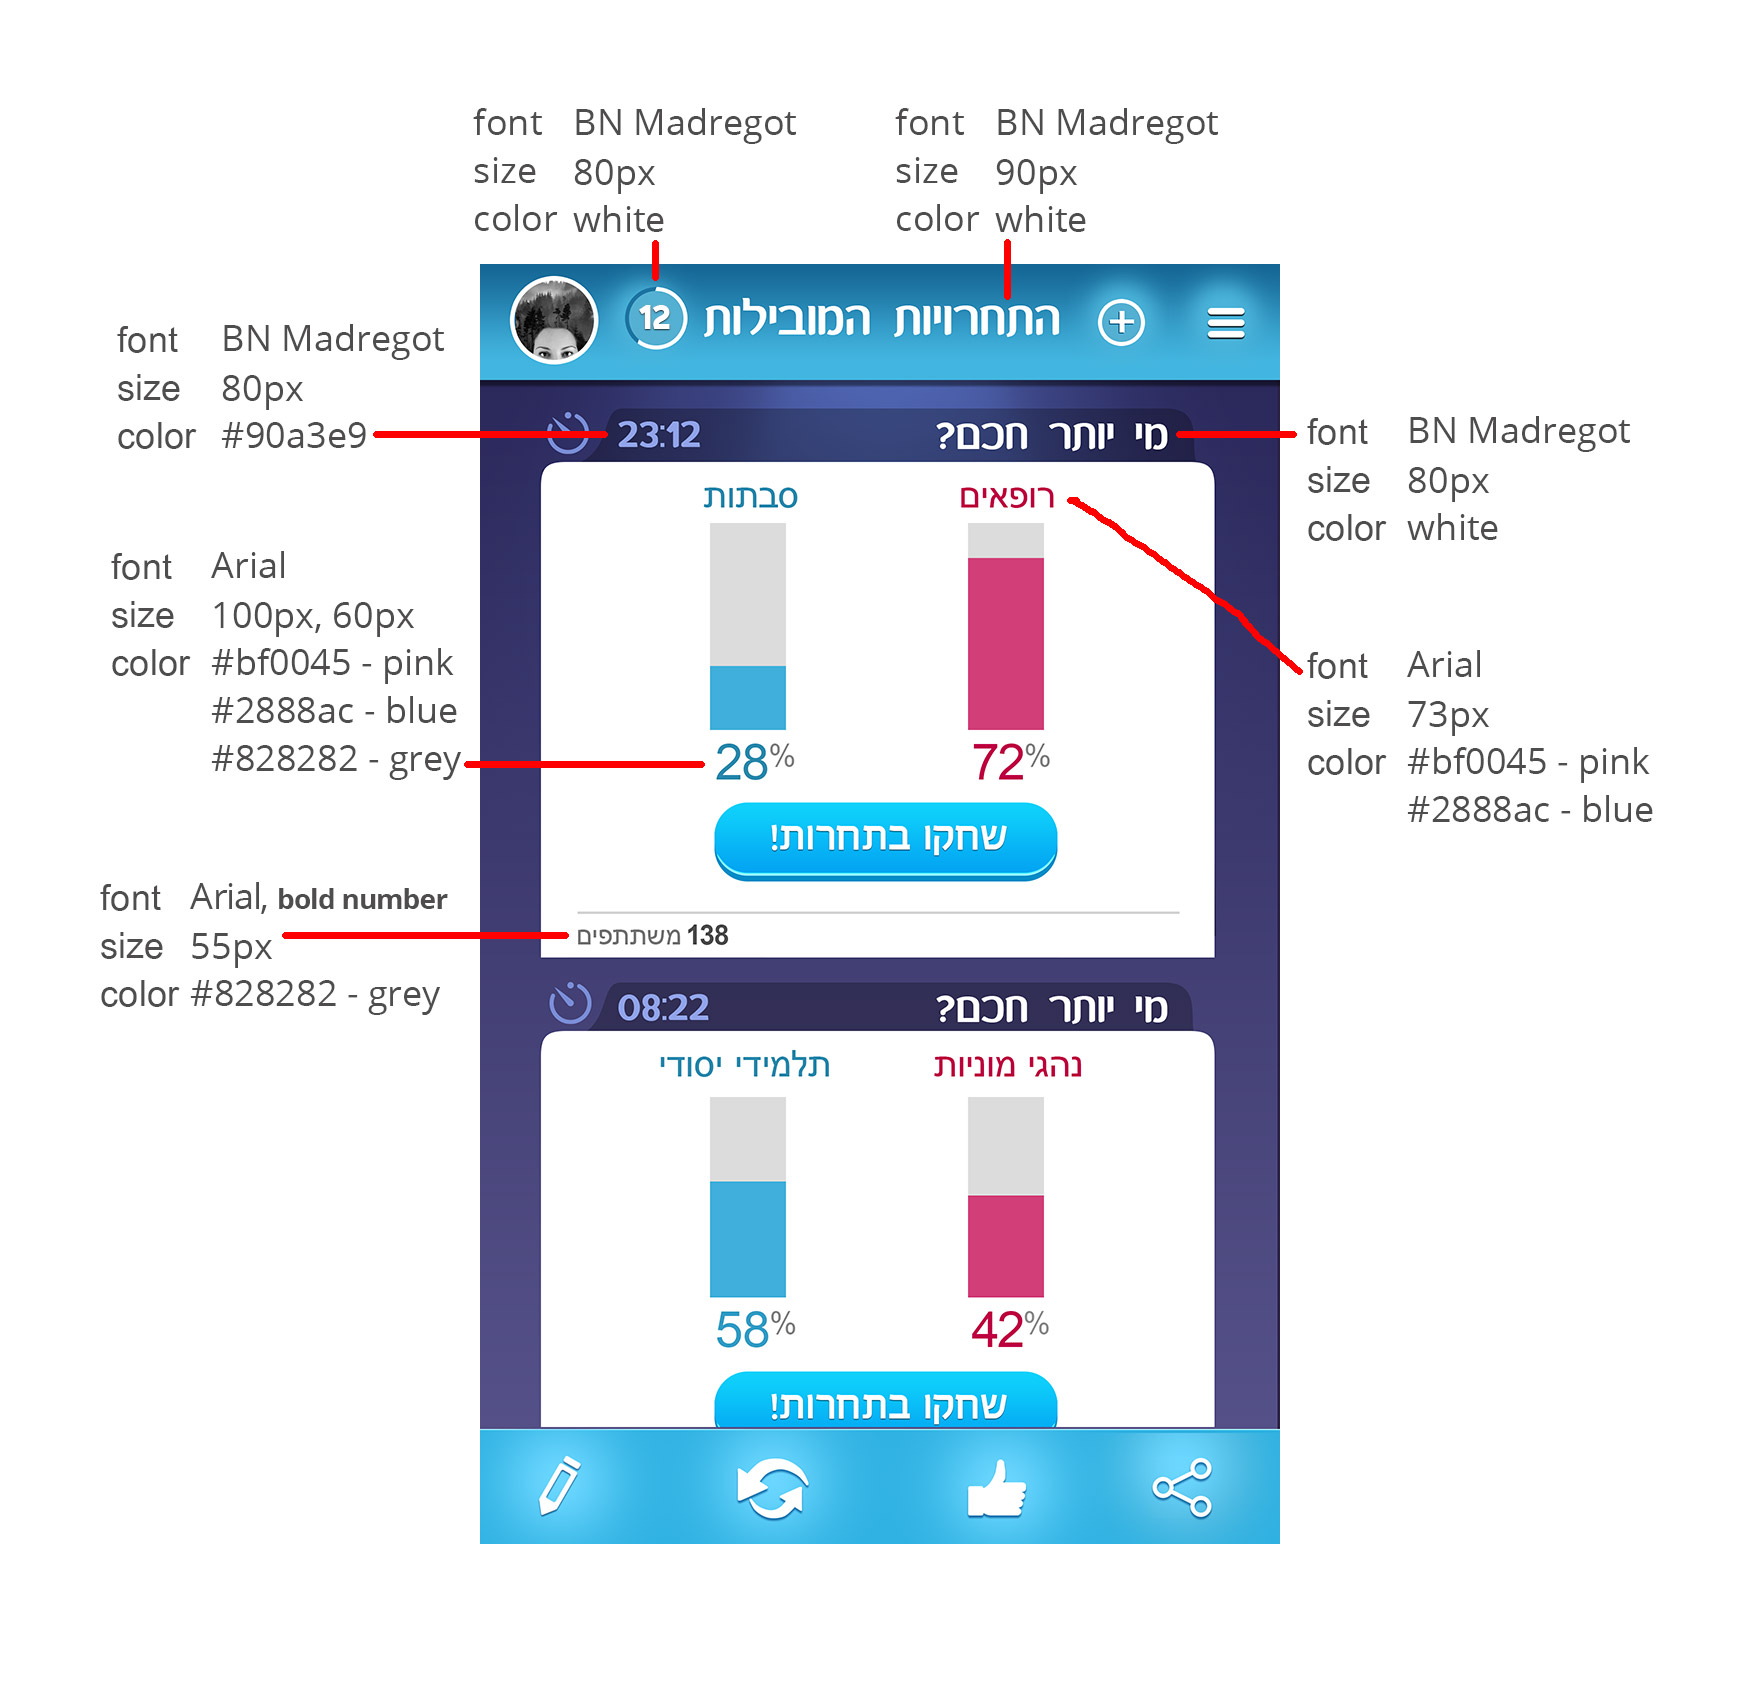 font BN Madregot
size 80px
color white
font BN Madregot
size 90px
color white
12
התחרויות המובילות
font BN Madregot
size 80px
color #90a3e9
23:12
מי יותר חכם?
font BN Madregot
size 80px
color white
סבתות
רופאים
font Arial
size 100px, 60px
color #bf0045 - pink
#2888ac - blue
#828282 - grey
font Arial
size 73px
color #bf0045 - pink
#2888ac - blue
28%
72%
שחקו בתחרות!
font Arial, bold number
size 55px
color #828282 - grey
138 משתתפים
08:22
מי יותר חכם?
תלמידי יסודי
נהגי מוניות
58%
42%
שחקו בתחרות!